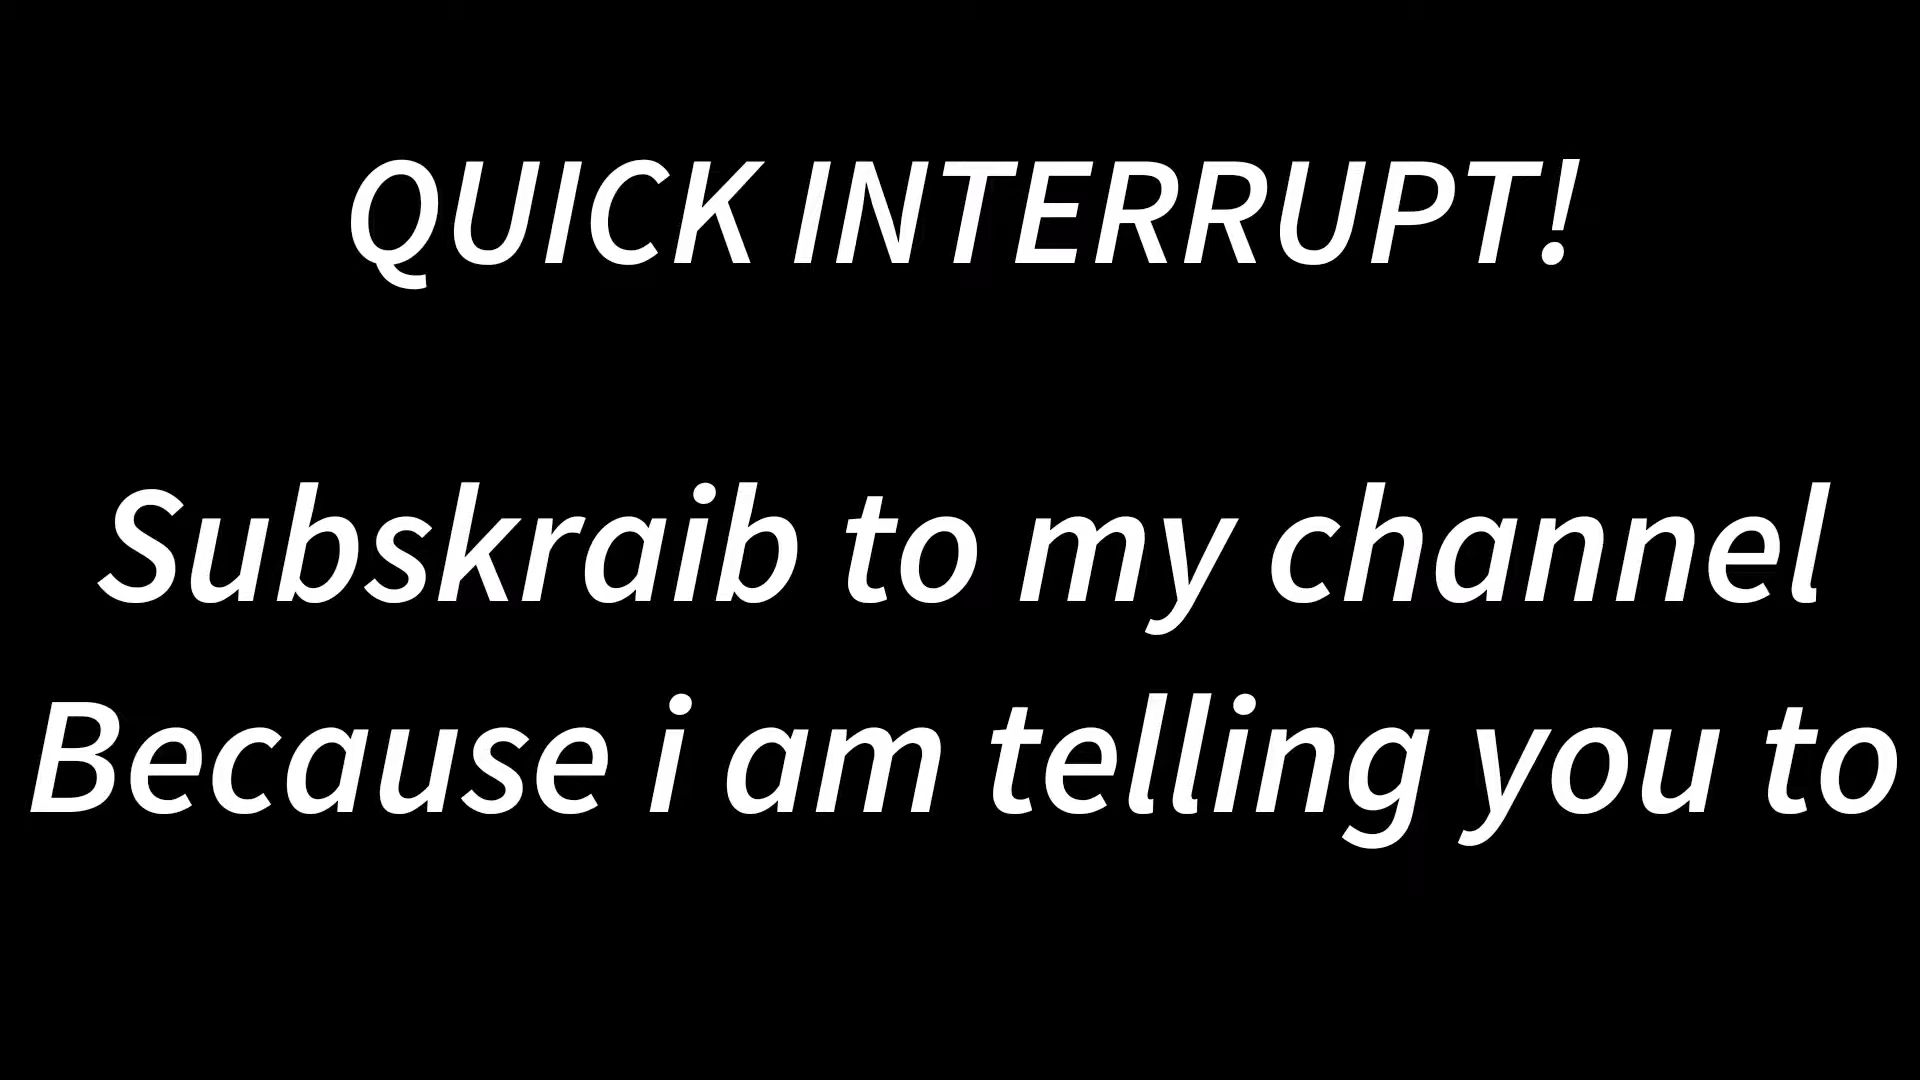 QUICK INTERRUPT!
Subskraib to my channel
Because i am telling you to